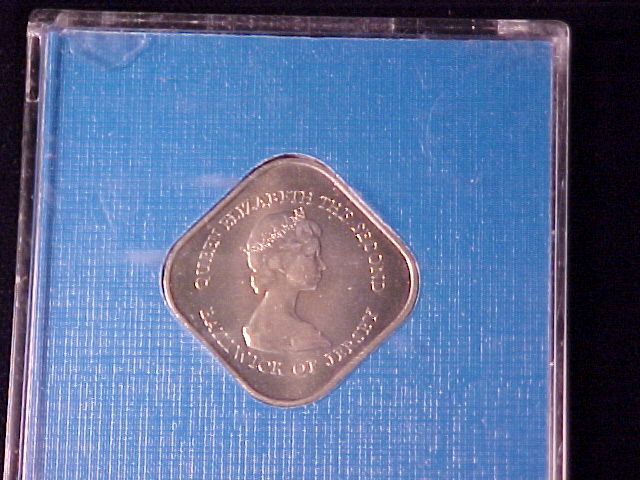 QUEEN ELIZABETH THE SECOND
BAILIWICK OF JERSEY